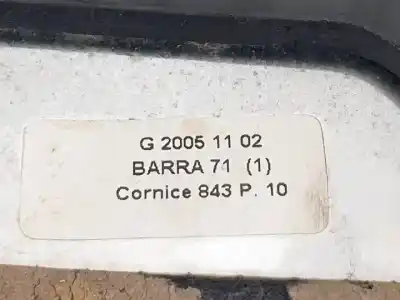 G 2005 11 02
BARRA 71 (1)
Cornice 843 P. 10